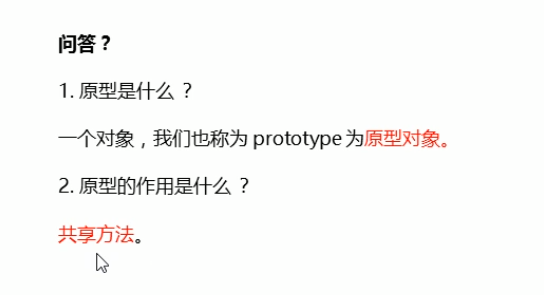 问答？
1. 原型是什么 ？
一个对象，我们也称为 prototype 为原型对象。
2. 原型的作用是什么 ？
共享方法。